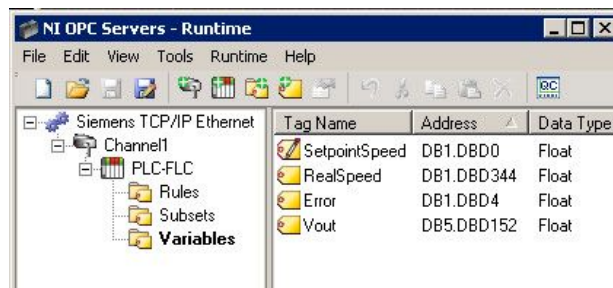 NI OPC Servers - Runtime
File Edit View Tools Runtime Help
QC
Siemens TCP/IP Ethernet
Channel1
PLC-FLC
Rules
Subsets
Variables
Tag Name Address Data Type
SetpointSpeed DB1.DBD0 Float
RealSpeed DB1.DBD344 Float
Error DB1.DBD4 Float
Vout DB5.DBD152 Float